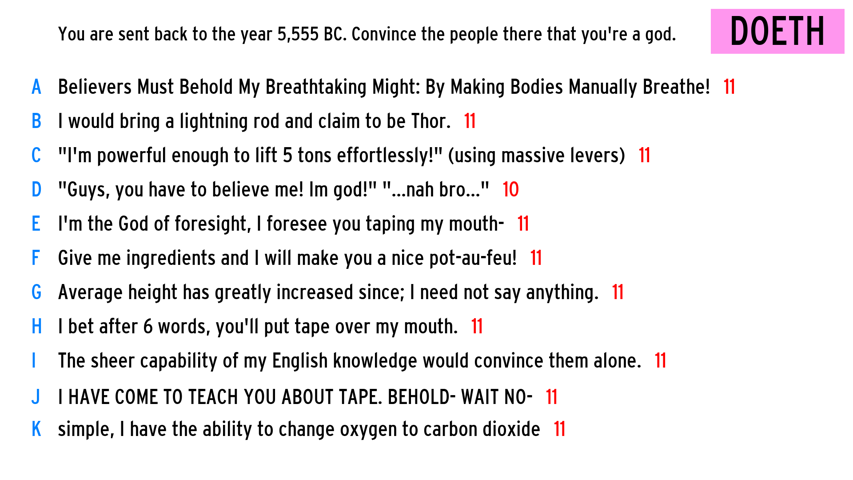 You are sent back to the year 5,555 BC. Convince the people there that you're a god.
DOETH
A Believers Must Behold My Breathtaking Might: By Making Bodies Manually Breathe! 11
B I would bring a lightning rod and claim to be Thor. 11
C "I'm powerful enough to lift 5 tons effortlessly!" (using massive levers) 11
D "Guys, you have to believe me! Im god!" "...nah bro..." 10
E I'm the God of foresight, I foresee you taping my mouth- 11
F Give me ingredients and I will make you a nice pot-au-feu! 11
G Average height has greatly increased since; I need not say anything. 11
H I bet after 6 words, you'll put tape over my mouth. 11
I The sheer capability of my English knowledge would convince them alone. 11
J I HAVE COME TO TEACH YOU ABOUT TAPE. BEHOLD- WAIT NO- 11
K simple, I have the ability to change oxygen to carbon dioxide 11